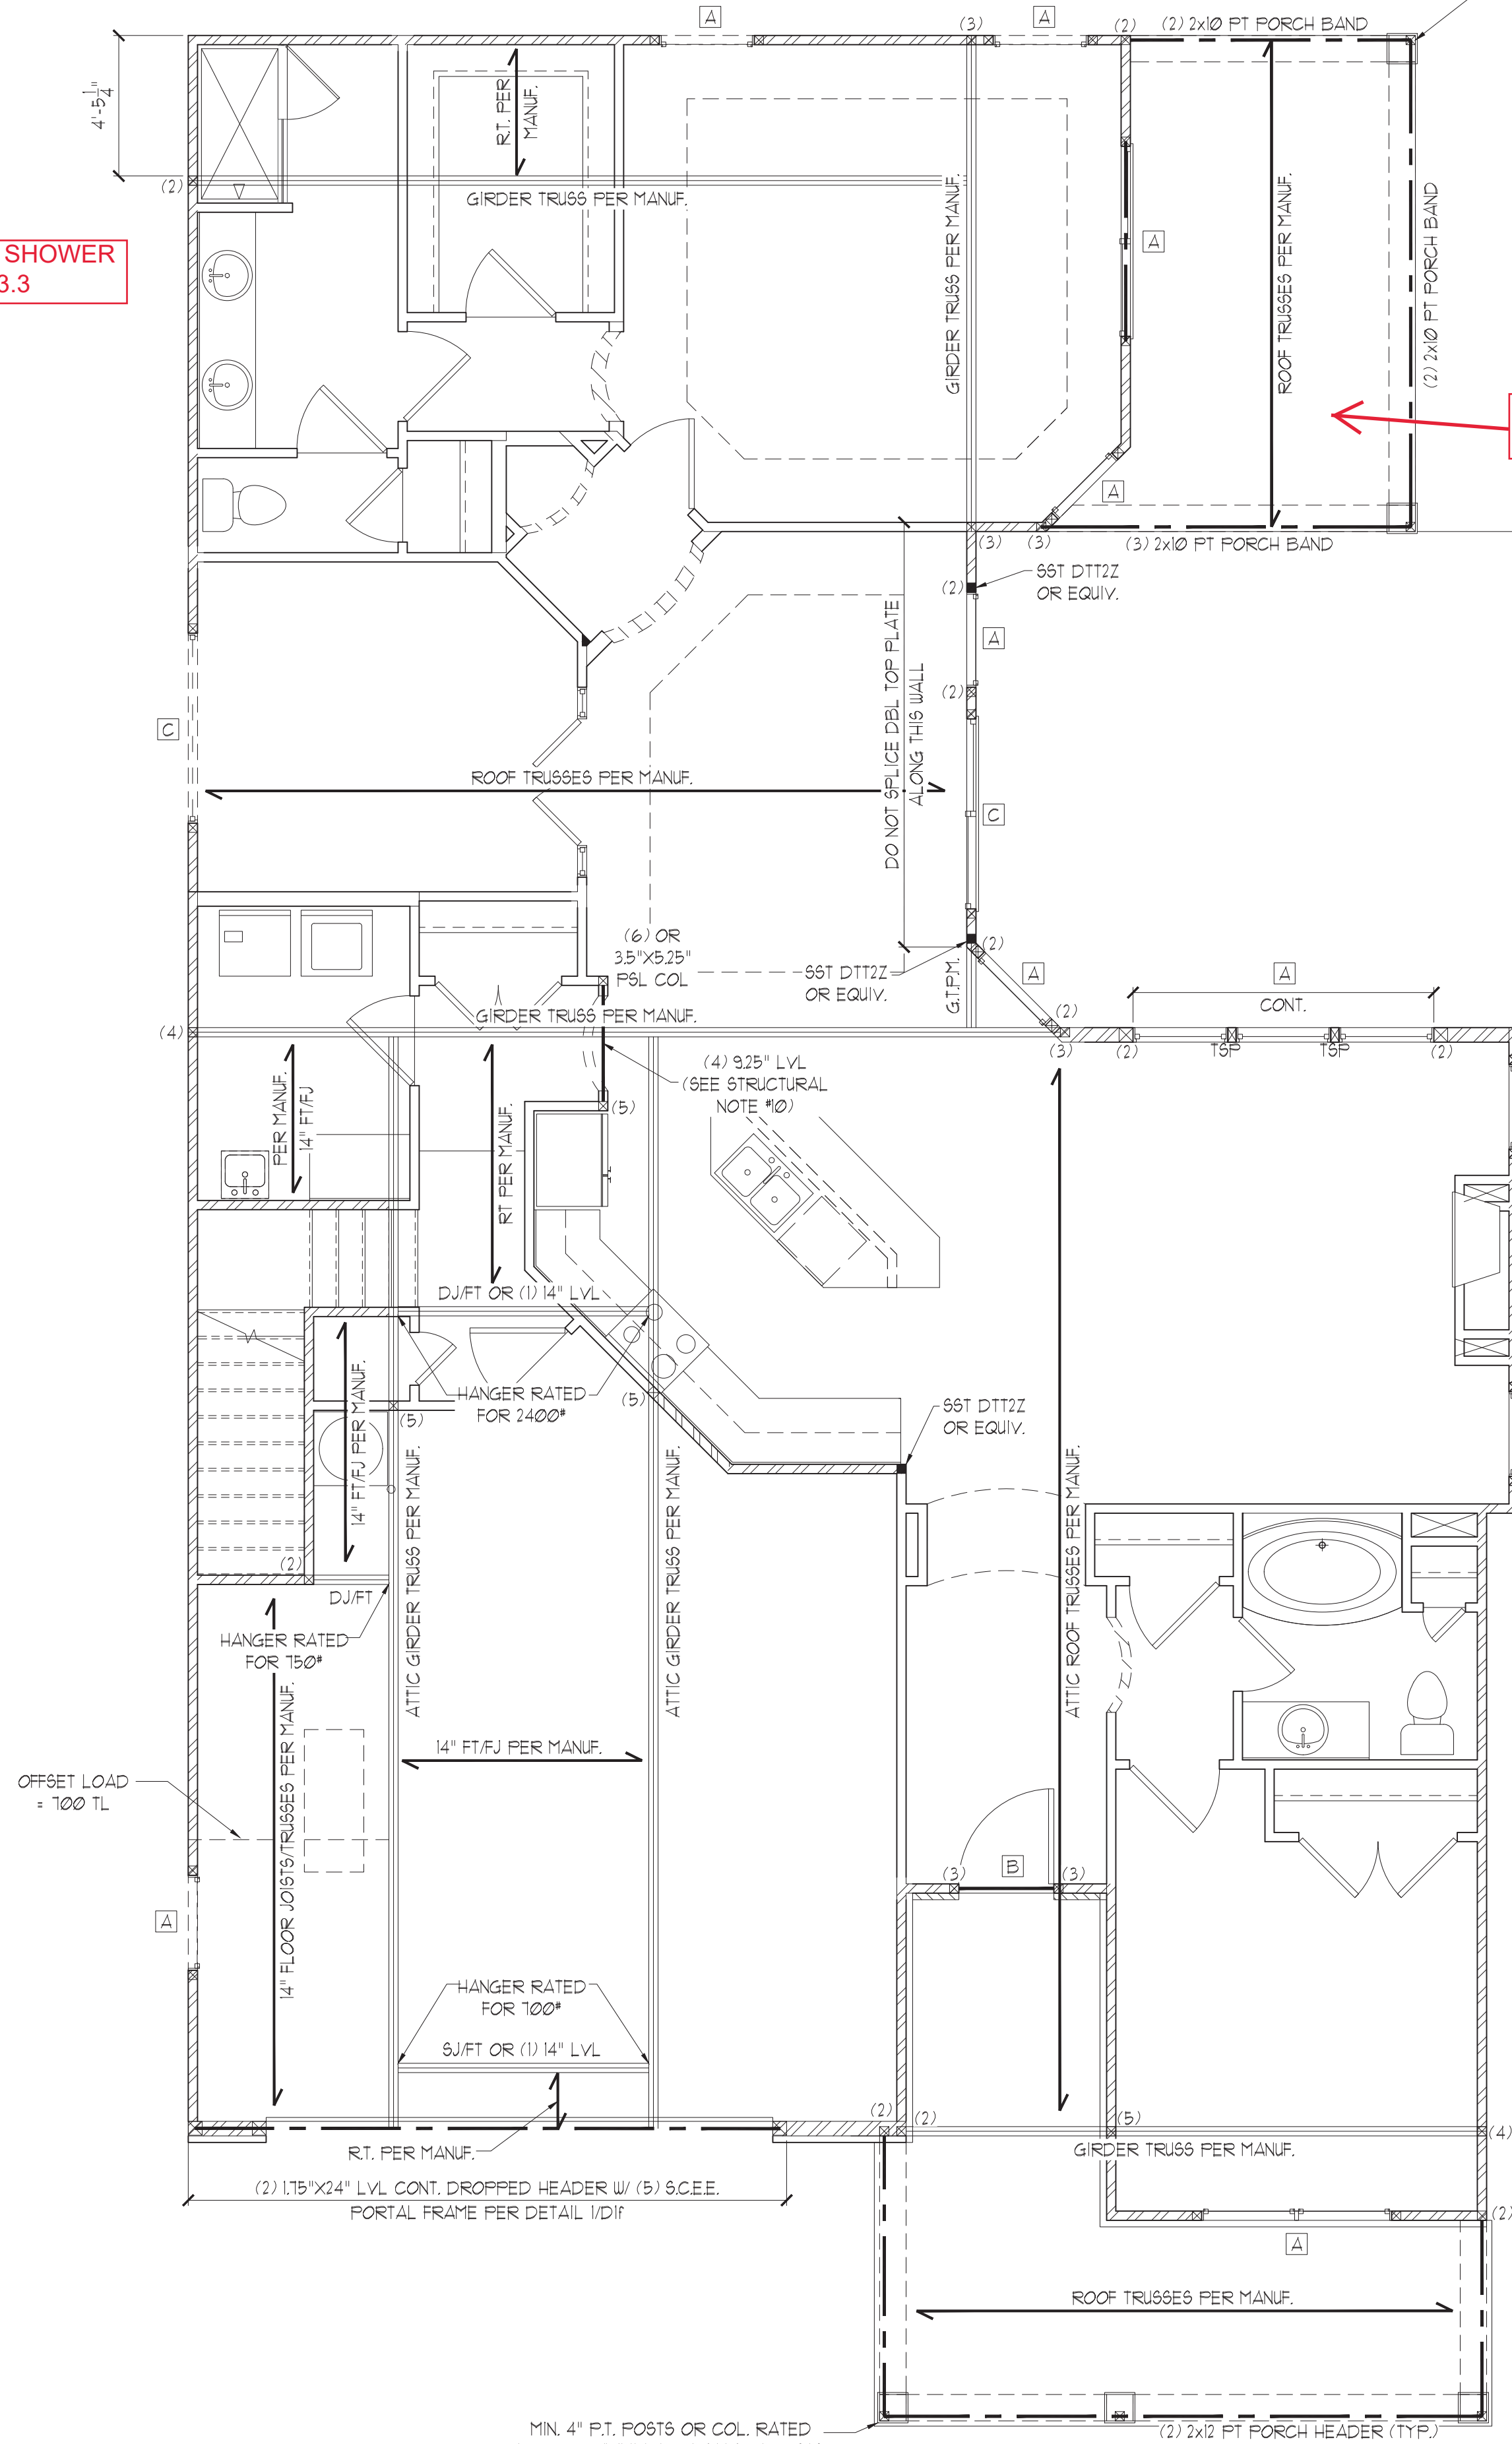 A
(3)
A
(2)
(2) 2x10 PT PORCH BAND
4'-5 1/4"
R.T. PER
MANUF.
(2)
GIRDER TRUSS PER MANUF.
GIRDER TRUSS PER MANUF.
A
ROOF TRUSSES PER MANUF.
(2) 2x10 PT PORCH BAND
SHOWER
3.3
A
(3)
(3)
(3) 2x10 PT PORCH BAND
(2)
SST DTT2Z
OR EQUIV.
A
(2)
DO NOT SPLICE DBL TOP PLATE
ALONG THIS WALL
C
ROOF TRUSSES PER MANUF.
C
(6) OR
3.5"X5.25"
PSL COL
SST DTT2Z
OR EQUIV.
(2)
G.T.P.M.
A
A
CONT.
(4)
GIRDER TRUSS PER MANUF.
(2)
(3)
(2)
TSP
TSP
(2)
PER MANUF.
14" FT/FJ
RT PER MANUF.
(4) 9.25" LVL
(SEE STRUCTURAL
NOTE #10)
(5)
DJ/FT OR (1) 14" LVL
14" FT/FJ PER MANUF.
HANGER RATED
FOR 2400#
(5)
(5)
SST DTT2Z
OR EQUIV.
ATTIC GIRDER TRUSS PER MANUF.
ATTIC GIRDER TRUSS PER MANUF.
ATTIC ROOF TRUSSES PER MANUF.
(2)
DJ/FT
HANGER RATED
FOR 750#
14" FLOOR JOISTS/TRUSSES PER MANUF.
14" FT/FJ PER MANUF.
OFFSET LOAD
= 700 TL
(3)
B
(3)
A
HANGER RATED
FOR 700#
SJ/FT OR (1) 14" LVL
(2)
(2)
(5)
(4)
R.T. PER MANUF.
GIRDER TRUSS PER MANUF.
(2) 1.75"X24" LVL CONT. DROPPED HEADER W/ (5) S.C.E.E.
PORTAL FRAME PER DETAIL 1/D1f
(2)
A
ROOF TRUSSES PER MANUF.
MIN. 4" P.T. POSTS OR COL. RATED
(2) 2x12 PT PORCH HEADER (TYP.)